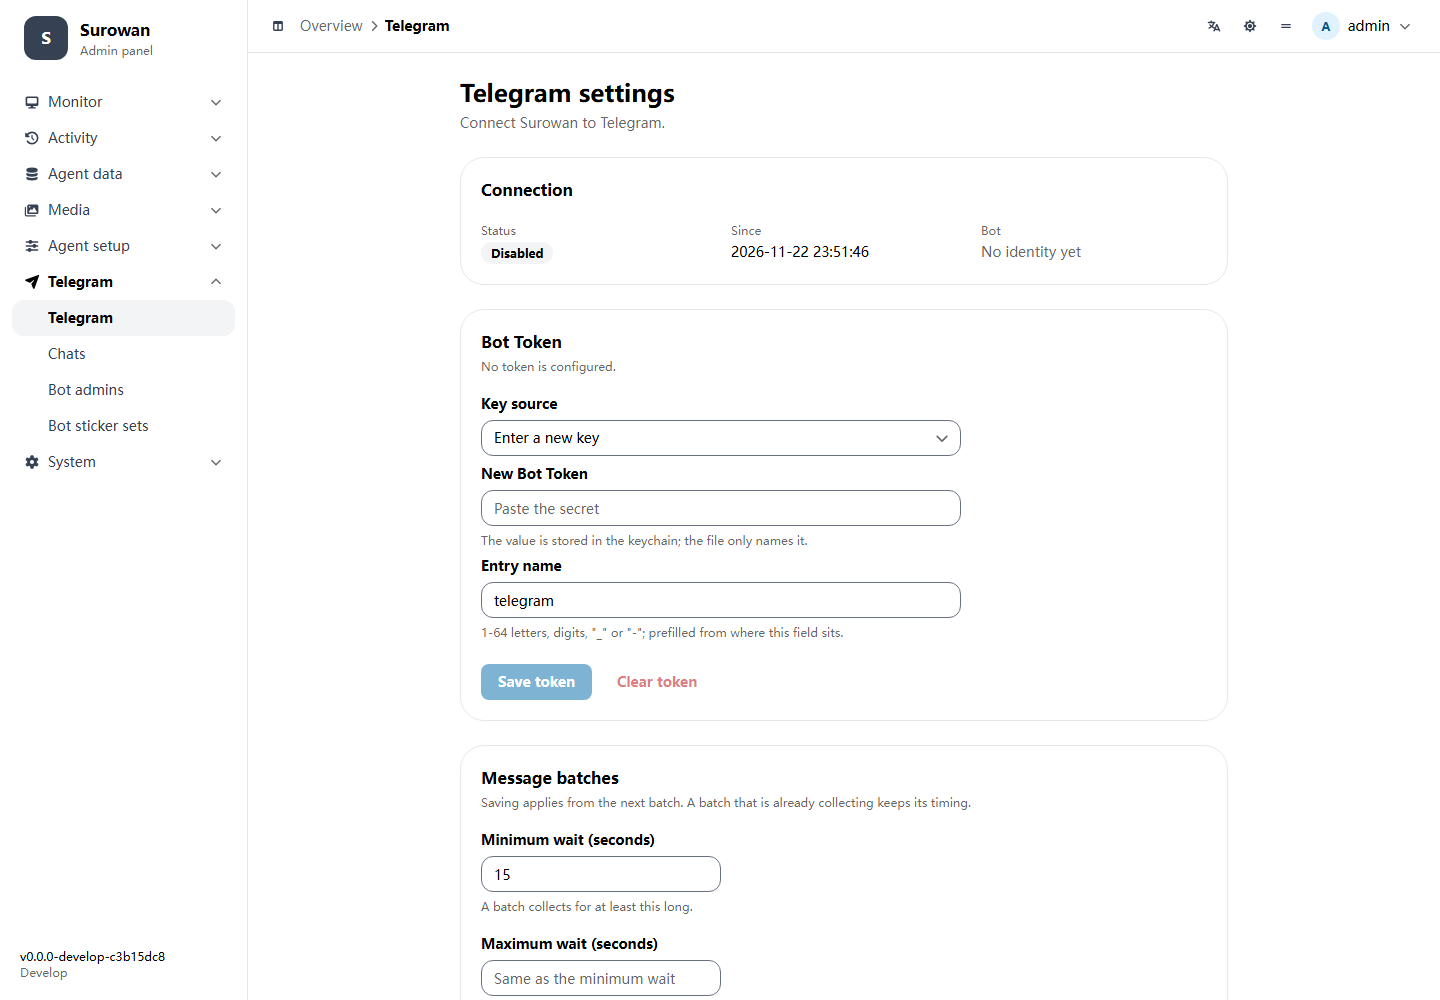 S
Surowan
Admin panel
Monitor
Activity
Agent data
Media
Agent setup
Telegram
Telegram
Chats
Bot admins
Bot sticker sets
System
v0.0.0-develop-c3b15dc8
Develop
Overview > Telegram
A admin
Telegram settings
Connect Surowan to Telegram.
Connection
Status Since Bot
Disabled 2026-11-22 23:51:46 No identity yet
Bot Token
No token is configured.
Key source
Enter a new key
New Bot Token
Paste the secret
The value is stored in the keychain; the file only names it.
Entry name
telegram
1-64 letters, digits, "_" or "-"; prefilled from where this field sits.
Save token Clear token
Message batches
Saving applies from the next batch. A batch that is already collecting keeps its timing.
Minimum wait (seconds)
15
A batch collects for at least this long.
Maximum wait (seconds)
Same as the minimum wait